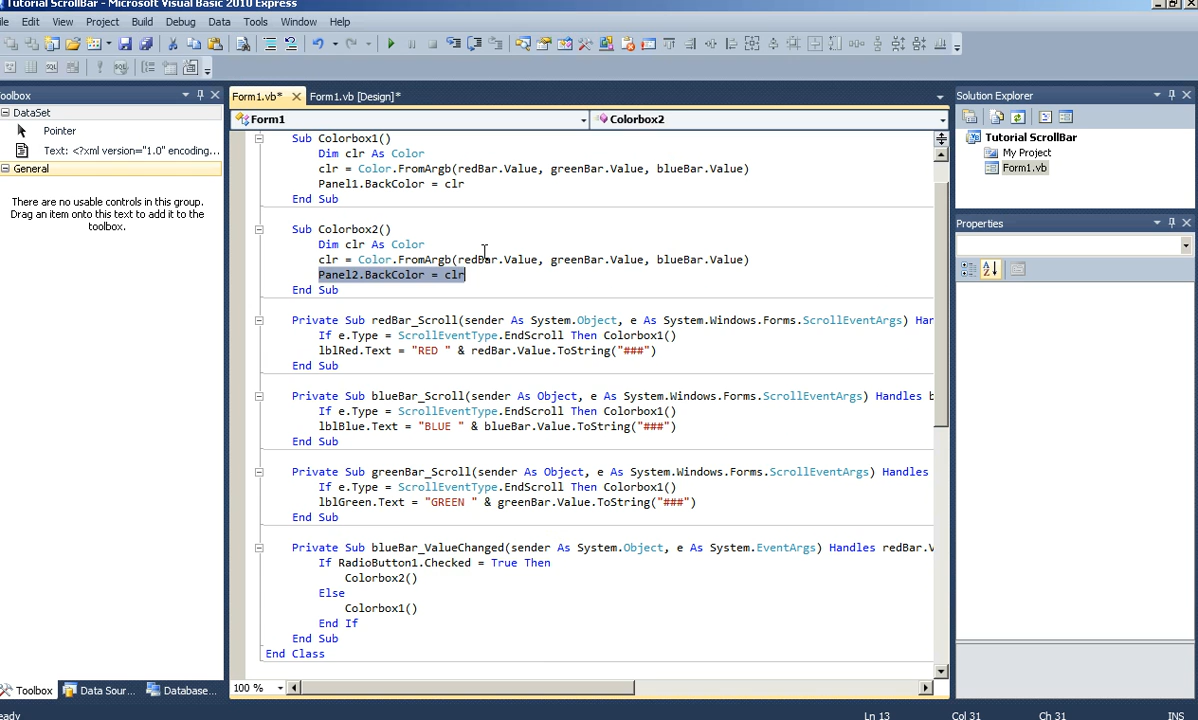 Tutorial ScrollBar - Microsoft Visual Basic 2010 Express
ile Edit View Project Build Debug Data Tools Window Help
oolbox
DataSet
Pointer
Text: <?xml version="1.0" encoding,...
General
There are no usable controls in this group. Drag an item onto this text to add it to the toolbox.
Toolbox Data Sour... Database...
Form1.vb* Form1.vb [Design]*
Form1 Colorbox2
Sub Colorbox1()
Dim clr As Color
clr = Color.FromArgb(redBar.Value, greenBar.Value, blueBar.Value)
Panel1.BackColor = clr
End Sub
Sub Colorbox2()
Dim clr As Color
clr = Color.FromArgb(redBar.Value, greenBar.Value, blueBar.Value)
Panel2.BackColor = clr
End Sub
Private Sub redBar_Scroll(sender As System.Object, e As System.Windows.Forms.ScrollEventArgs) Han
If e.Type = ScrollEventType.EndScroll Then Colorbox1()
lblRed.Text = "RED " & redBar.Value.ToString("###")
End Sub
Private Sub blueBar_Scroll(sender As Object, e As System.Windows.Forms.ScrollEventArgs) Handles b
If e.Type = ScrollEventType.EndScroll Then Colorbox1()
lblBlue.Text = "BLUE " & blueBar.Value.ToString("###")
End Sub
Private Sub greenBar_Scroll(sender As Object, e As System.Windows.Forms.ScrollEventArgs) Handles
If e.Type = ScrollEventType.EndScroll Then Colorbox1()
lblGreen.Text = "GREEN " & greenBar.Value.ToString("###")
End Sub
Private Sub blueBar_ValueChanged(sender As System.Object, e As System.EventArgs) Handles redBar.V
If RadioButton1.Checked = True Then
Colorbox2()
Else
Colorbox1()
End If
End Sub
End Class
100 %
Solution Explorer
Tutorial ScrollBar
My Project
Form1.vb
Properties
eady Ln 13 Col 31 Ch 31 INS